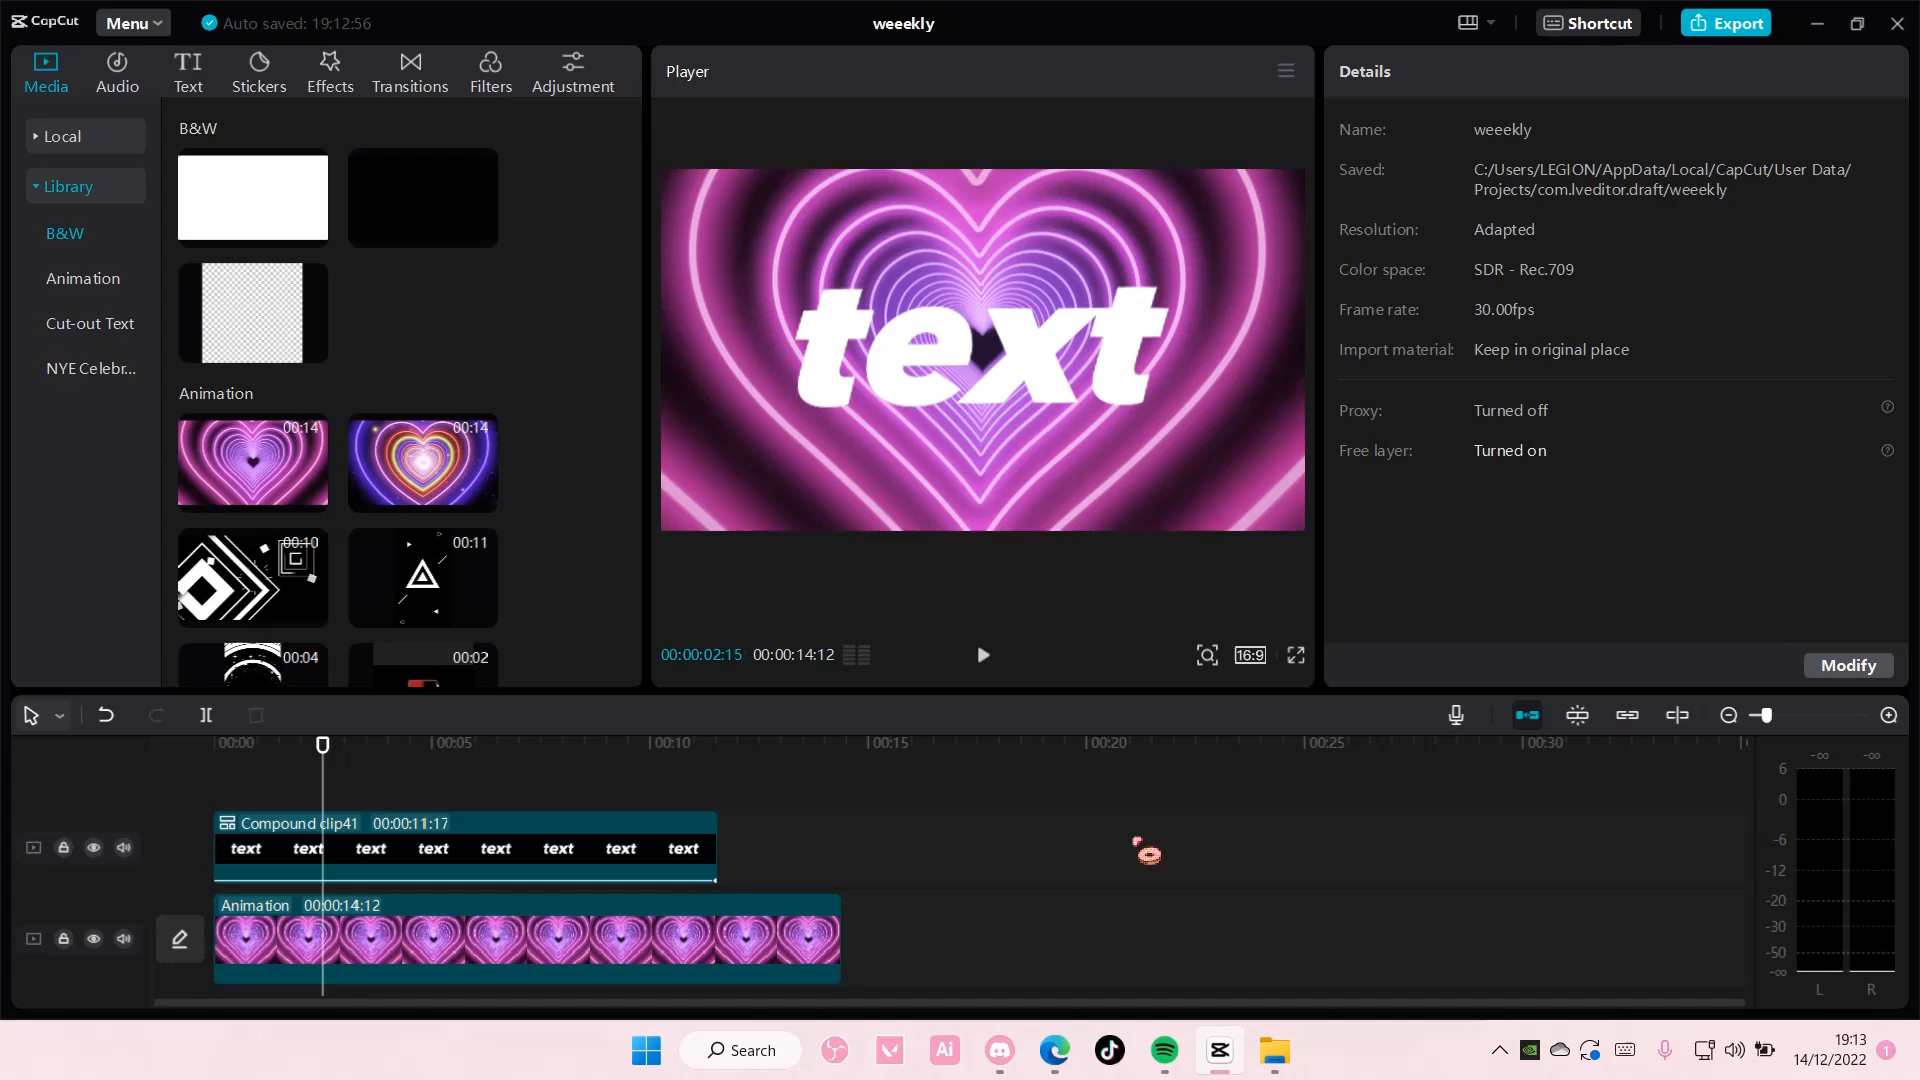 CapCut
Menu
Auto saved: 19:12:56
weeekly
Shortcut
Export
Media
Audio
TI
Text
Stickers
Effects
Transitions
Filters
Adjustment
Local
Library
B&W
Animation
Cut-out Text
NYE Celebr...
B&W
Animation
00:14
00:14
00:10
00:11
00:04
00:02
Player
text
00:00:02:15
00:00:14:12
16:9
Details
Name: weeekly
Saved: C:/Users/LEGION/AppData/Local/CapCut/User Data/
Projects/com.lveditor.draft/weeekly
Resolution: Adapted
Color space: SDR - Rec.709
Frame rate: 30.00fps
Import material: Keep in original place
Proxy: Turned off
Free layer: Turned on
Modify
00:00
00:05
00:10
00:15
00:20
00:25
00:30
Compound clip41 00:00:11:17
text text text text text text text text
Animation 00:00:14:12
-∞ -∞
6
0
-6
-12
-20
-30
-50
-∞
L R
Search
Ai
19:13
14/12/2022
1